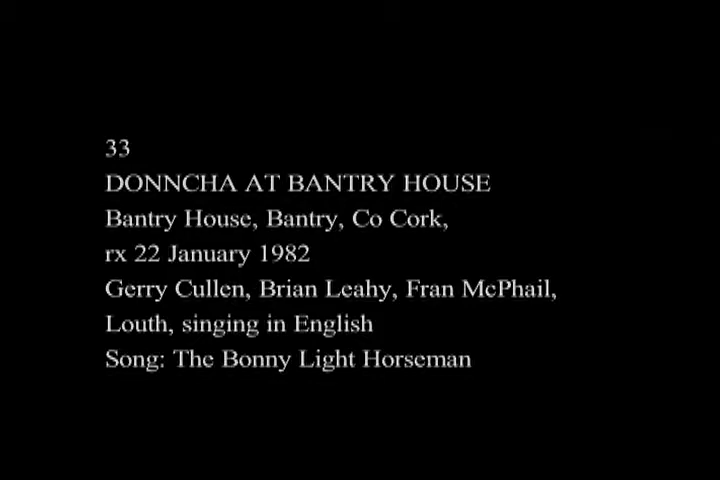 33
DONNCHA AT BANTRY HOUSE
Bantry House, Bantry, Co Cork,
rx 22 January 1982
Gerry Cullen, Brian Leahy, Fran McPhail,
Louth, singing in English
Song: The Bonny Light Horseman